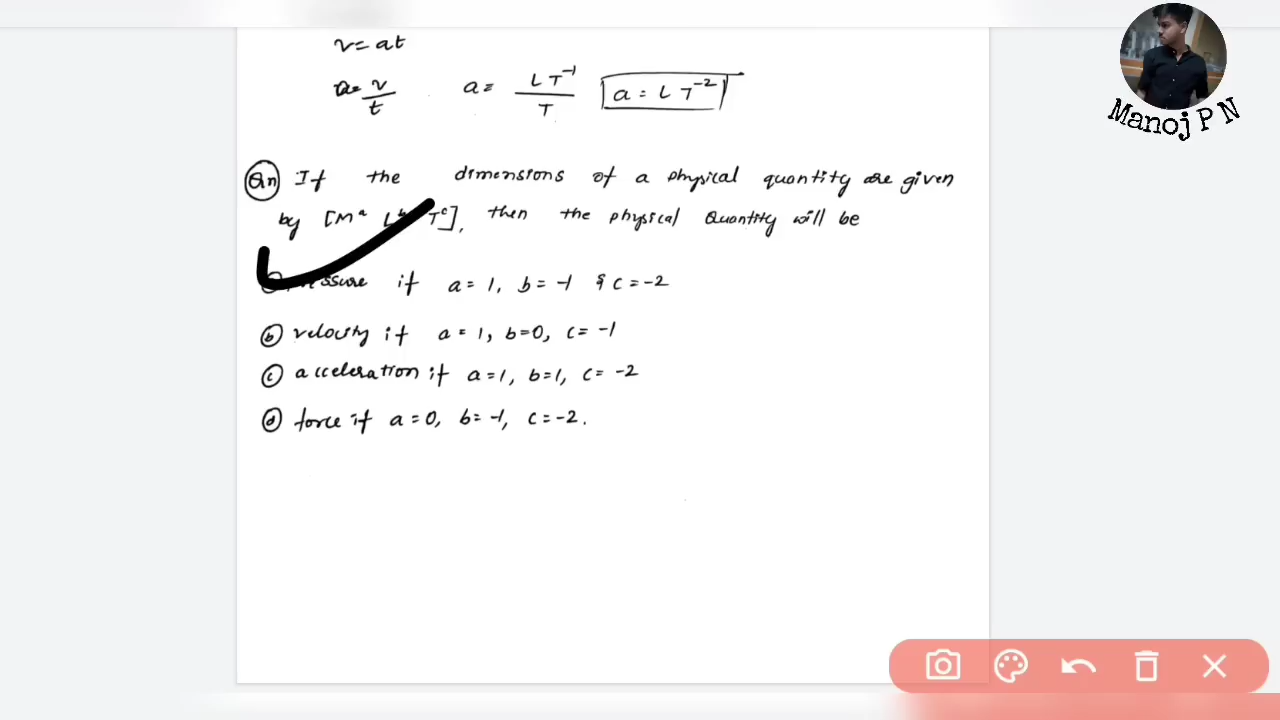 v = at
a = v/t a = LT⁻¹/T a = LT⁻²
Manoj P N
Qn If the dimensions of a physical quantity are given
by [Mᵃ Lᵇ Tᶜ], then the physical Quantity will be
if a = 1, b = -1 & c = -2
b velocity if a = 1, b=0, c = -1
c acceleration if a = 1, b=1, c = -2
d force if a = 0, b = -1, c = -2.